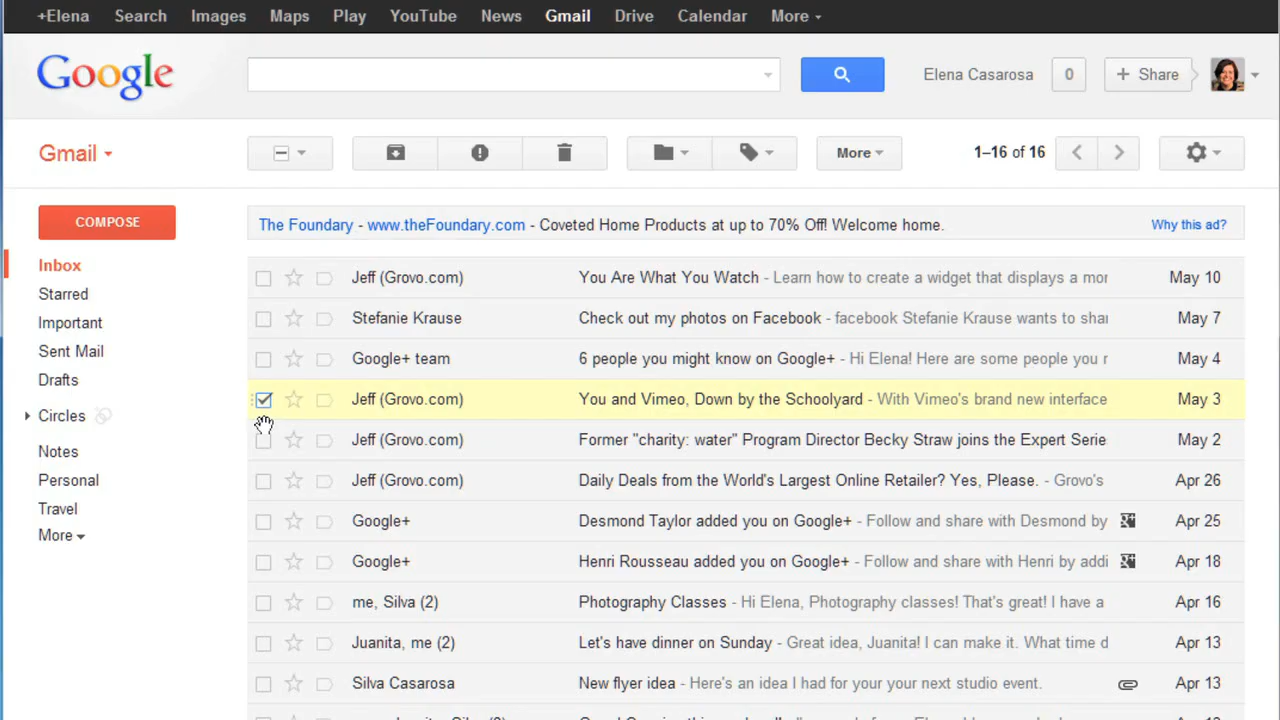 +Elena Search Images Maps Play YouTube News Gmail Drive Calendar More
Google Elena Casarosa 0 + Share
Gmail More 1–16 of 16
COMPOSE
The Foundary - www.theFoundary.com - Coveted Home Products at up to 70% Off! Welcome home. Why this ad?
Inbox
Starred
Important
Sent Mail
Drafts
Circles
Notes
Personal
Travel
More
Jeff (Grovo.com) You Are What You Watch - Learn how to create a widget that displays a mor May 10
Stefanie Krause Check out my photos on Facebook - facebook Stefanie Krause wants to shar May 7
Google+ team 6 people you might know on Google+ - Hi Elena! Here are some people you r May 4
Jeff (Grovo.com) You and Vimeo, Down by the Schoolyard - With Vimeo's brand new interface May 3
Jeff (Grovo.com) Former "charity: water" Program Director Becky Straw joins the Expert Serie May 2
Jeff (Grovo.com) Daily Deals from the World's Largest Online Retailer? Yes, Please. - Grovo's Apr 26
Google+ Desmond Taylor added you on Google+ - Follow and share with Desmond by Apr 25
Google+ Henri Rousseau added you on Google+ - Follow and share with Henri by addi Apr 18
me, Silva (2) Photography Classes - Hi Elena, Photography classes! That's great! I have a Apr 16
Juanita, me (2) Let's have dinner on Sunday - Great idea, Juanita! I can make it. What time d Apr 13
Silva Casarosa New flyer idea - Here's an idea I had for your your next studio event. Apr 13